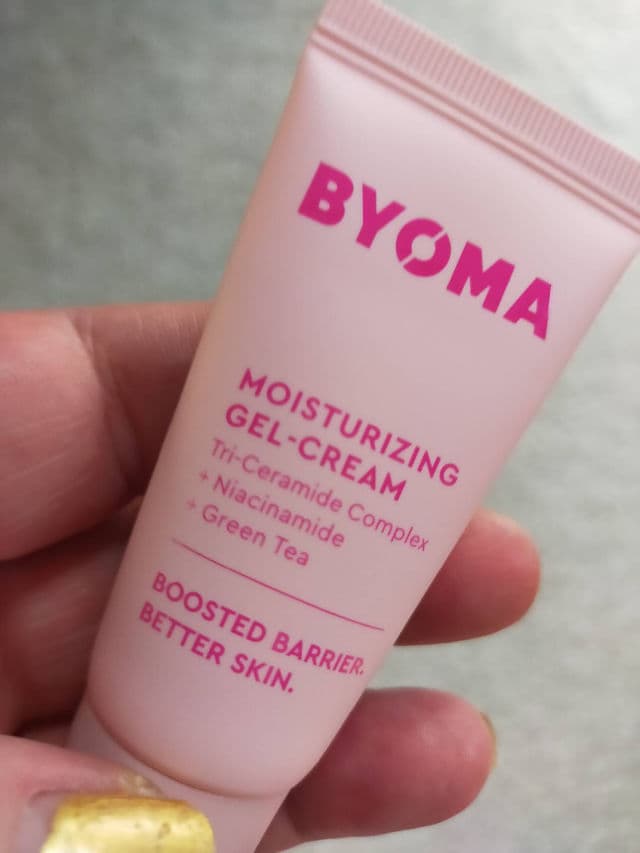 BYOMA
MOISTURIZING
GEL-CREAM
Tri-Ceramide Complex
+ Niacinamide
+ Green Tea
BOOSTED BARRIER.
BETTER SKIN.